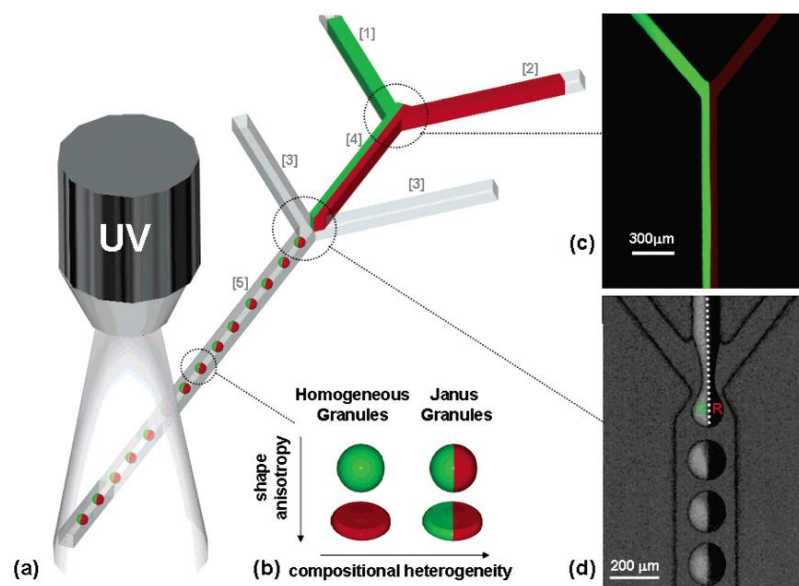 [1]
[2]
[3]
[4]
[3]
UV
[5]
(c)
300µm
Homogeneous
Granules
Janus
Granules
shape
anisotropy
R
(a)
(b)
compositional heterogeneity
200 µm
(d)